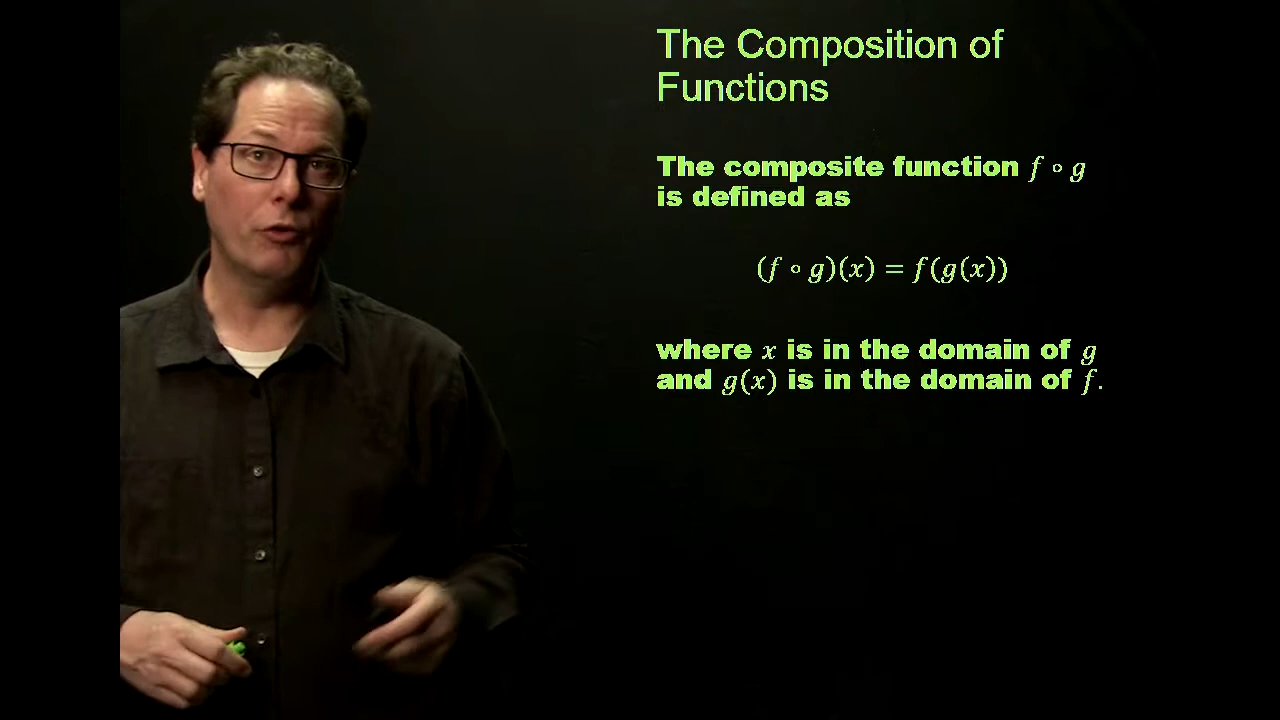 The Composition of
Functions
The composite function 𝑓 ∘ 𝑔
is defined as
(𝑓 ∘ 𝑔)(𝑥) = 𝑓(𝑔(𝑥))
where 𝑥 is in the domain of 𝑔
and 𝑔(𝑥) is in the domain of 𝑓.